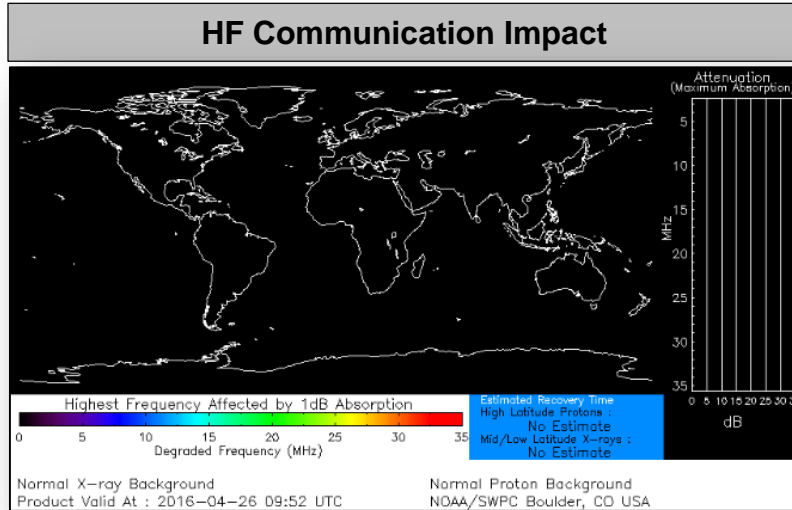 HF Communication Impact
Attenuation
(Maximum Absorption)
5
10
15
20
25
30
35
MHz
0 5 10 15 20 25 30
dB
Highest Frequency Affected by 1dB Absorption
0 5 10 15 20 25 30 35
Degraded Frequency (MHz)
Estimated Recovery Time
High Latitude Protons :
No Estimate
Mid/Low Latitude X-rays :
No Estimate
Normal X-ray Background
Normal Proton Background
Product Valid At : 2016-04-26 09:52 UTC
NOAA/SWPC Boulder, CO USA